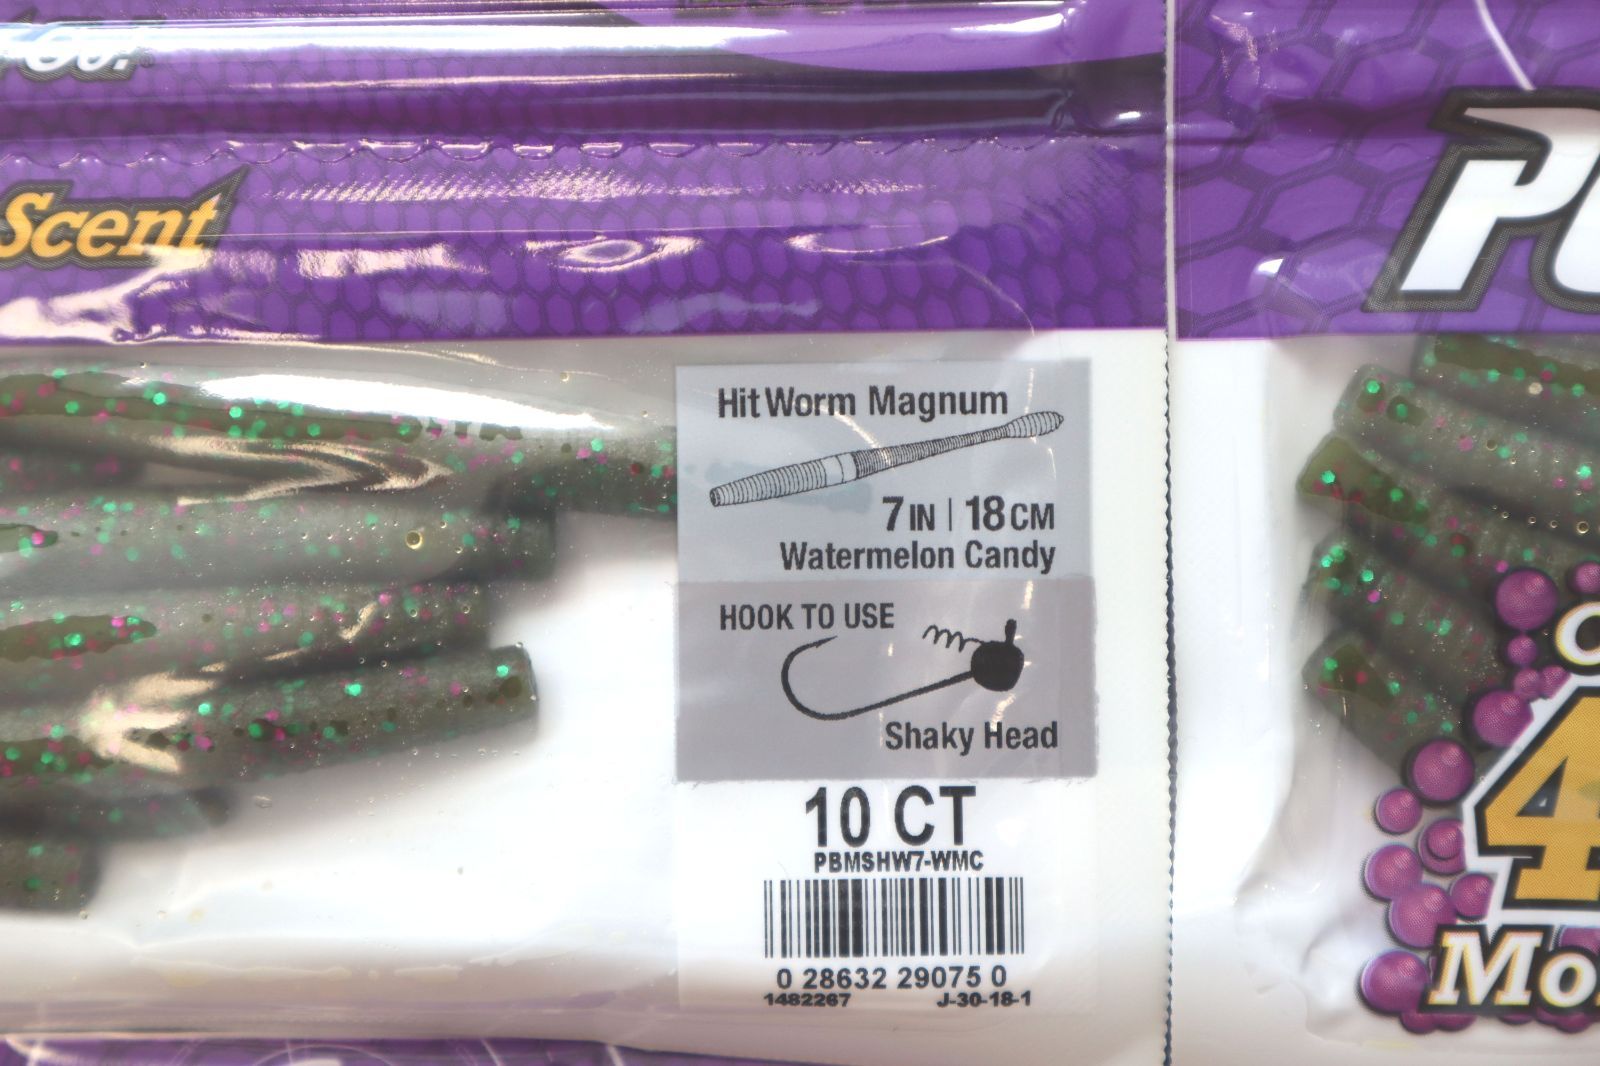 Scent
Hit Worm Magnum
7 IN | 18 CM
Watermelon Candy
HOOK TO USE
Shaky Head
10 CT
PBMSHW7-WMC
0 28632 29075 0
1482267 J-30-18-1
4